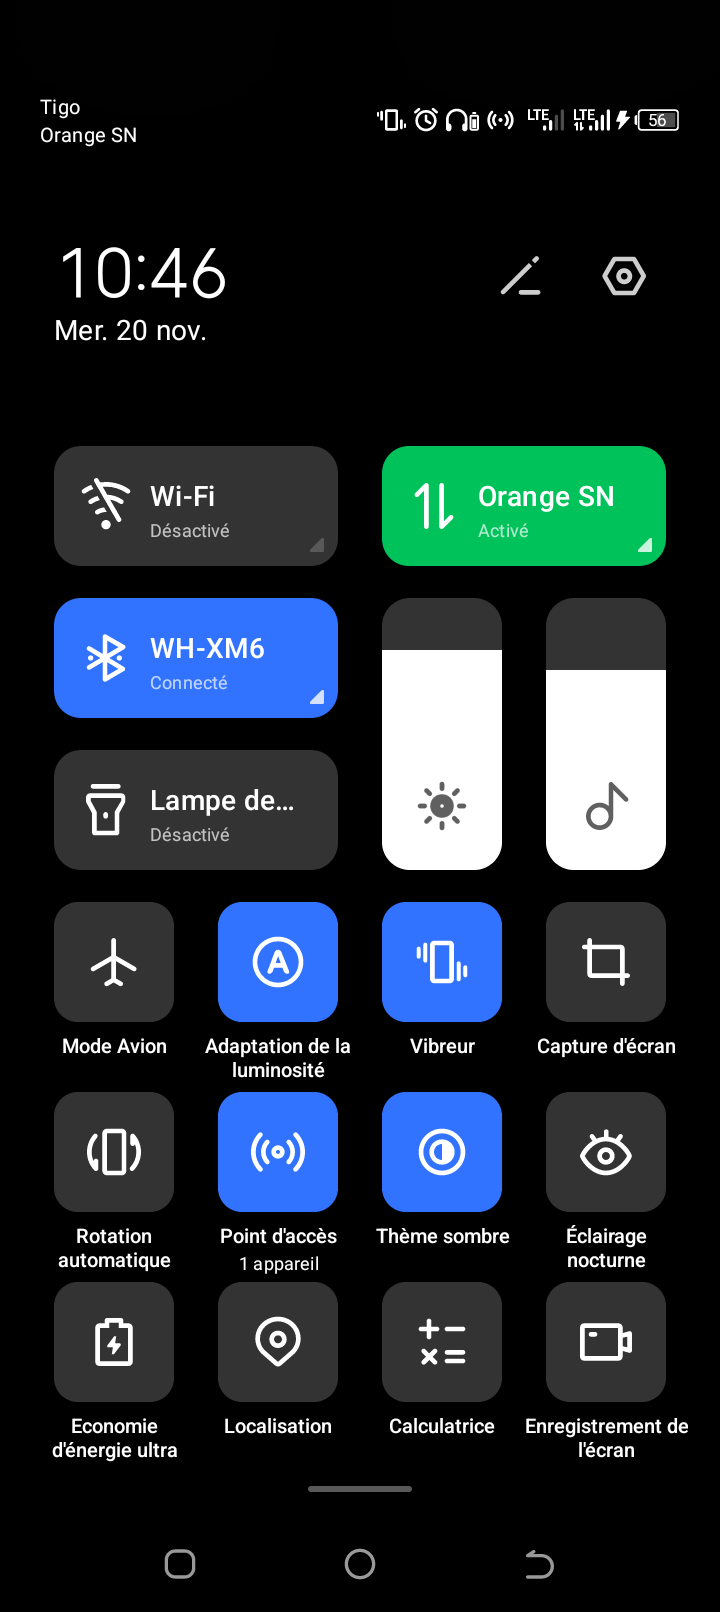 Tigo
Orange SN
LTE LTE 56
10:46
Mer. 20 nov.
Wi-Fi
Désactivé
Orange SN
Activé
WH-XM6
Connecté
Lampe de...
Désactivé
Mode Avion
Adaptation de la
luminosité
Vibreur
Capture d'écran
Rotation
automatique
Point d'accès
1 appareil
Thème sombre
Éclairage
nocturne
Economie
d'énergie ultra
Localisation
Calculatrice
Enregistrement de
l'écran